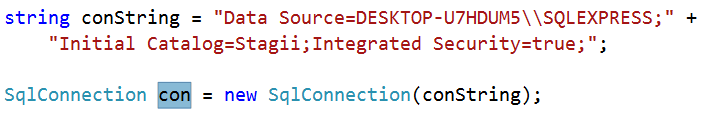 string conString = "Data Source=DESKTOP-U7HDUM5\\SQLEXPRESS;" +
"Initial Catalog=Stagii;Integrated Security=true;";
SqlConnection con = new SqlConnection(conString);